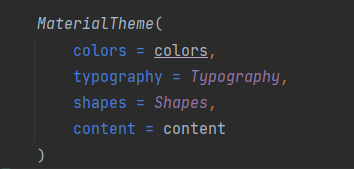 MaterialTheme(
colors = colors,
typography = Typography,
shapes = Shapes,
content = content
)